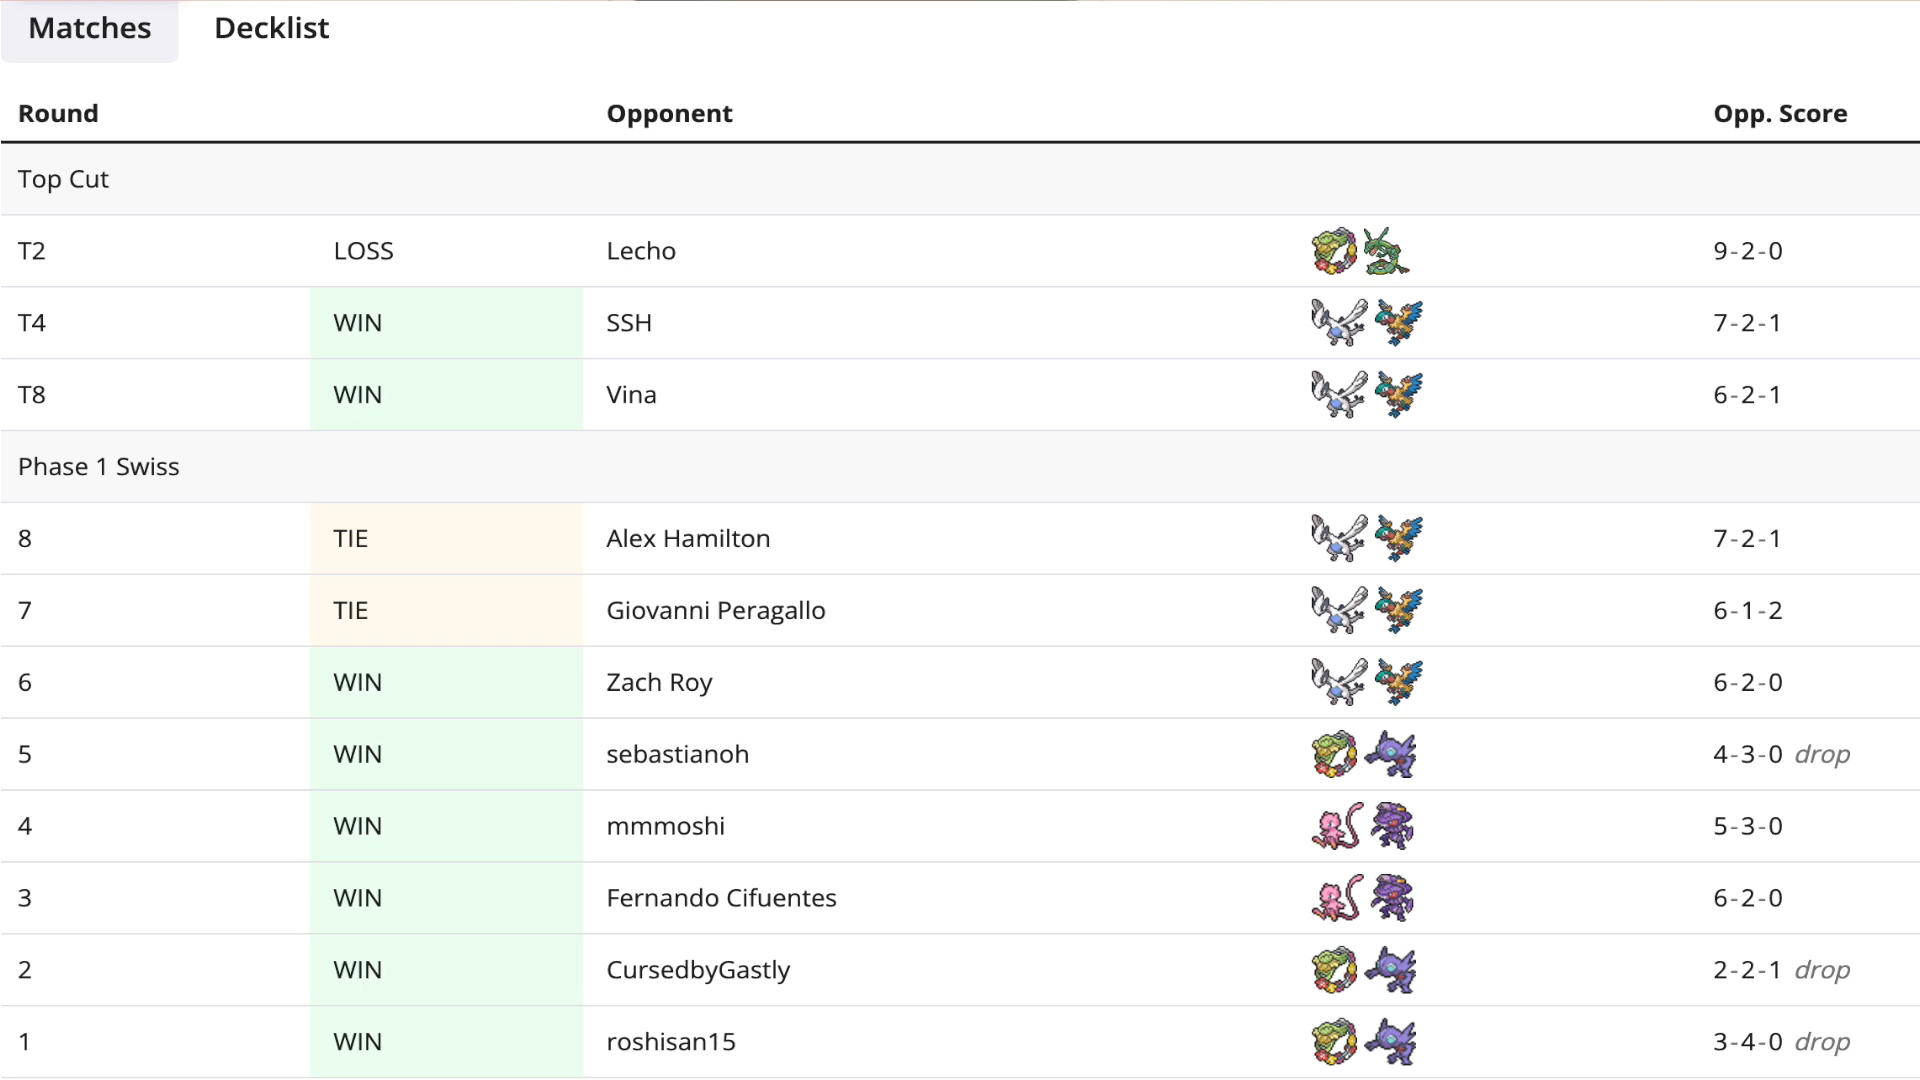 Matches Decklist
Round Opponent Opp. Score
Top Cut
T2 LOSS Lecho 9-2-0
T4 WIN SSH 7-2-1
T8 WIN Vina 6-2-1
Phase 1 Swiss
8 TIE Alex Hamilton 7-2-1
7 TIE Giovanni Peragallo 6-1-2
6 WIN Zach Roy 6-2-0
5 WIN sebastianoh 4-3-0 drop
4 WIN mmmoshi 5-3-0
3 WIN Fernando Cifuentes 6-2-0
2 WIN CursedbyGastly 2-2-1 drop
1 WIN roshisan15 3-4-0 drop